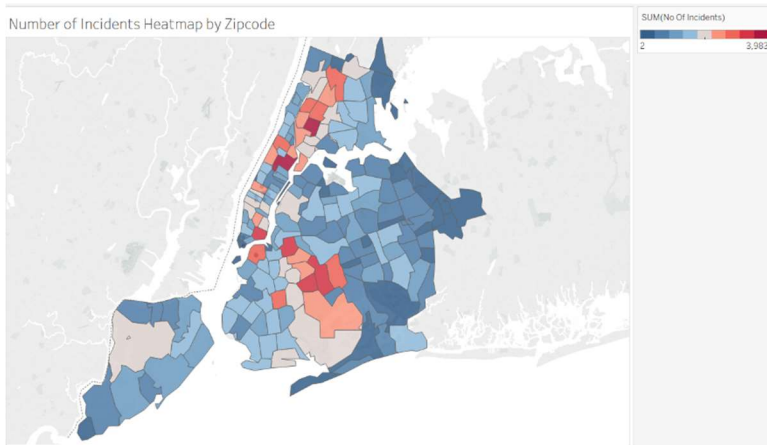 Number of Incidents Heatmap by Zipcode
SUM(No Of Incidents)
2
3,983